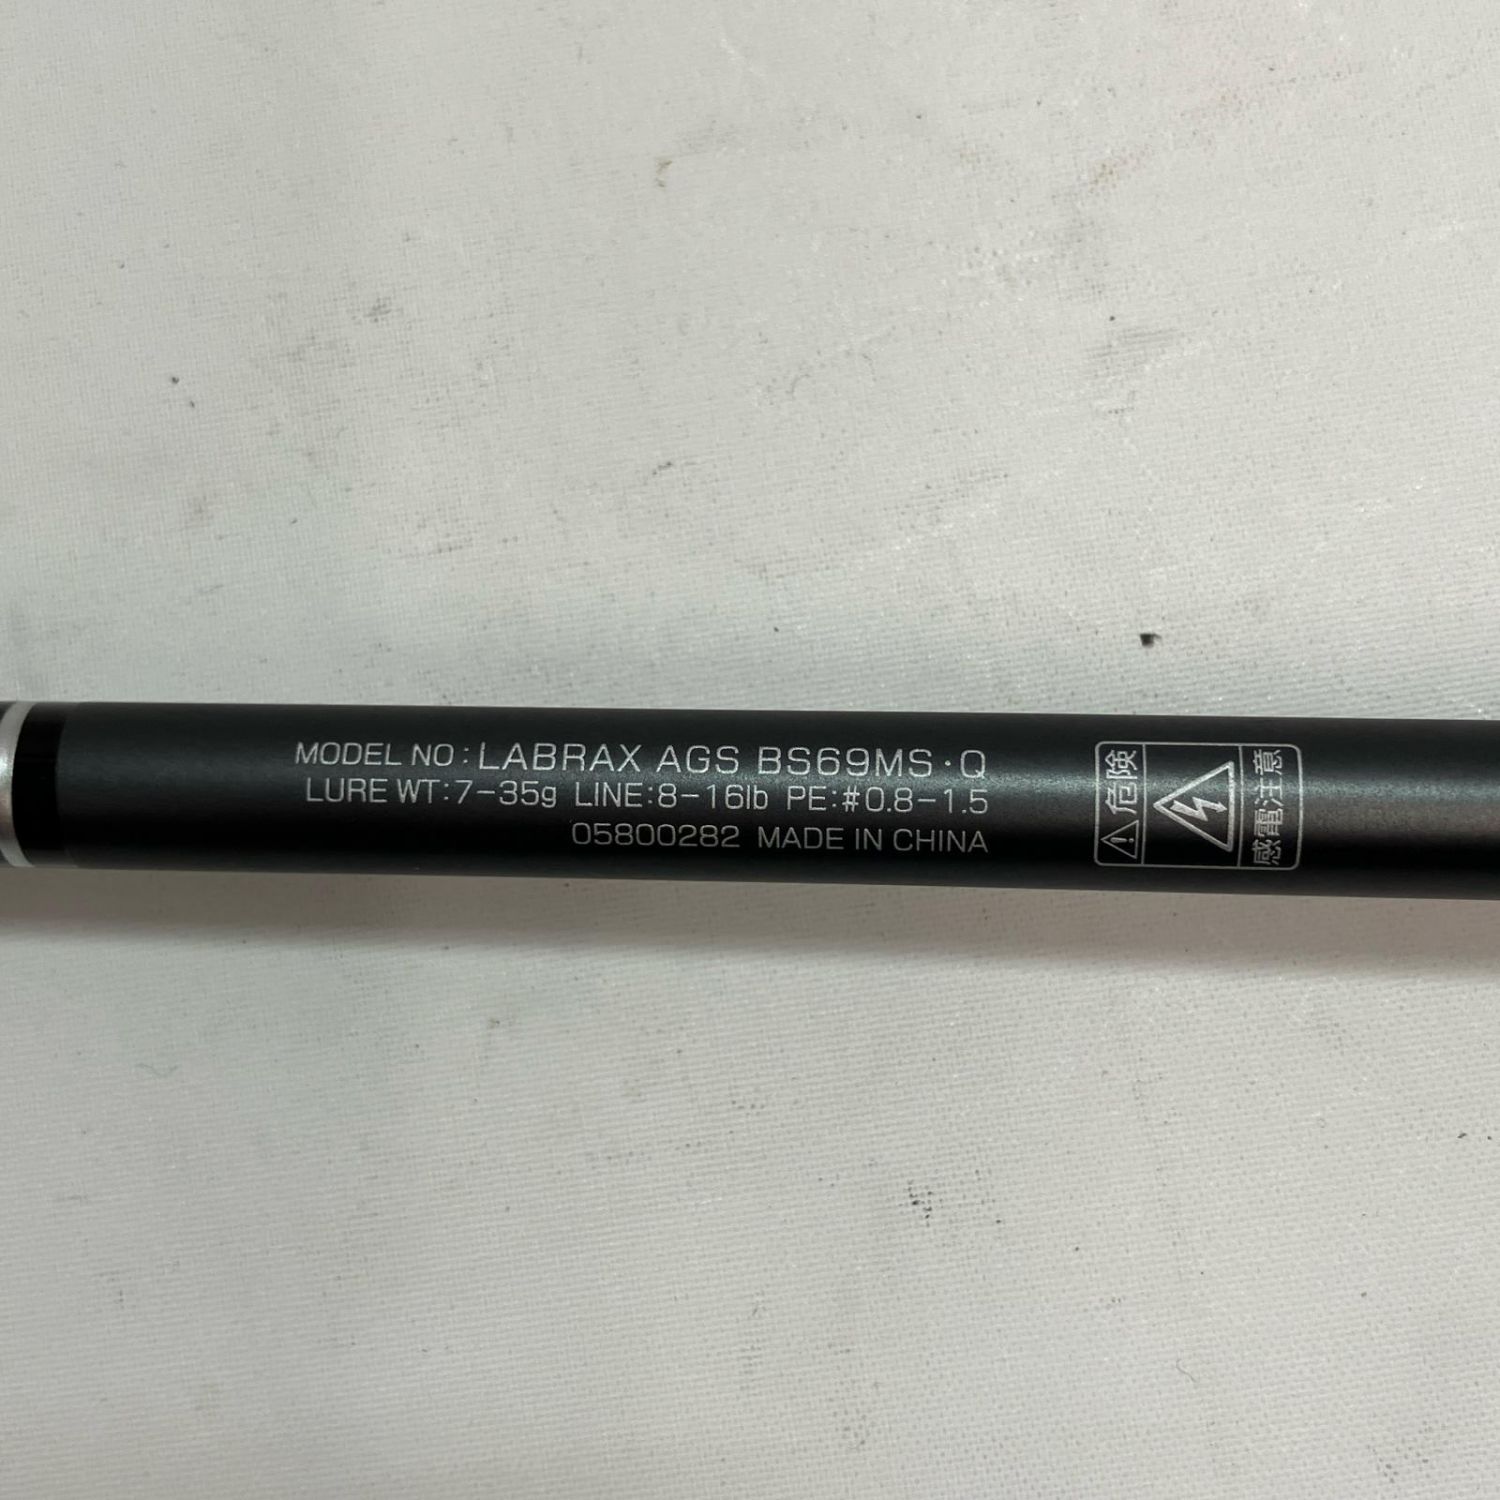 MODEL NO : LABRAX AGS BS69MS・Q
LURE WT:7-35g LINE:8-16lb PE:#0.8-1.5
05800282 MADE IN CHINA
危険
感電注意